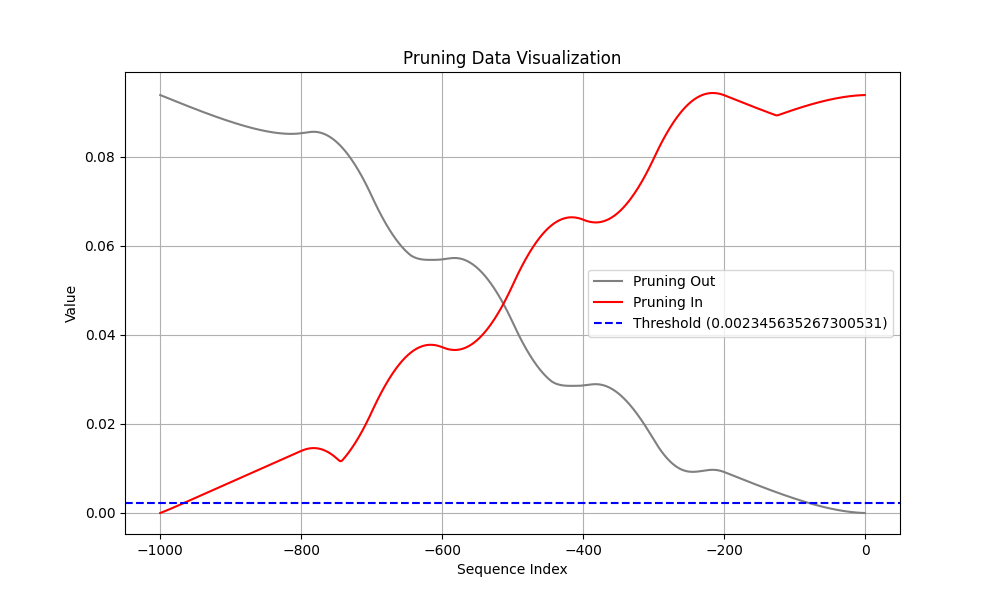 Pruning Data Visualization
Value
0.08
0.06
0.04
0.02
0.00
Pruning Out
Pruning In
Threshold (0.002345635267300531)
−1000
−800
−600
−400
−200
0
Sequence Index